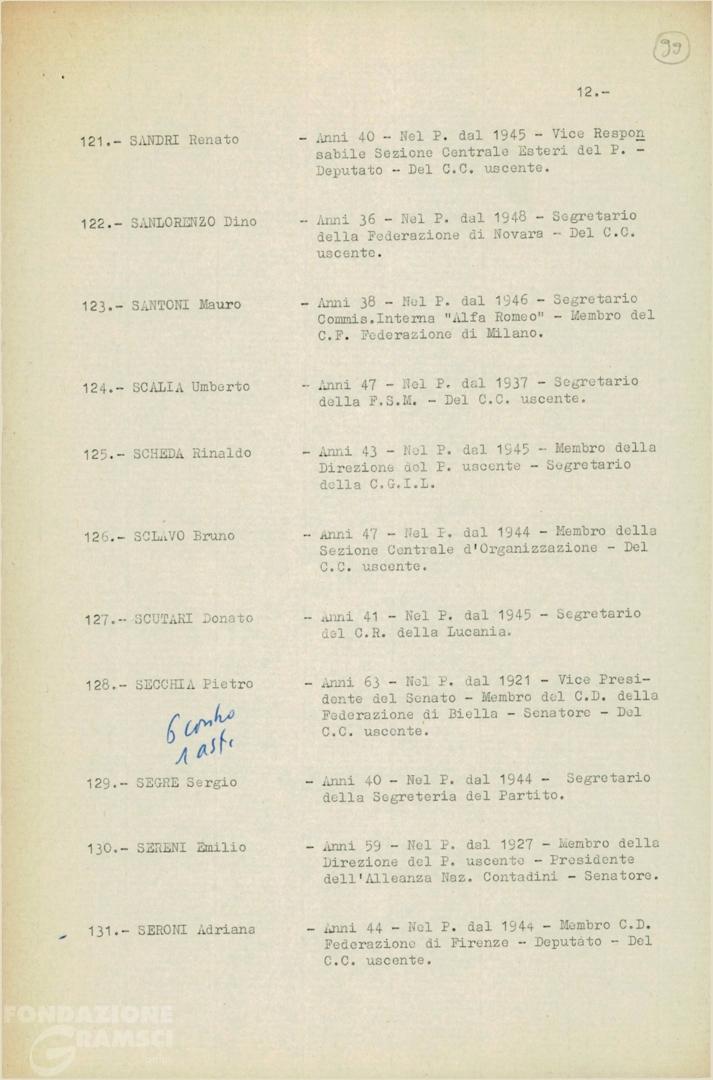 99
12.-
121.- SANDRI Renato - Anni 40 - Nel P. dal 1945 - Vice Respon
sabile Sezione Centrale Esteri del P. -
Deputato - Del C.C. uscente.
122.- SANLORENZO Dino - Anni 36 - Nel P. dal 1948 - Segretario
della Federazione di Novara - Del C.C.
uscente.
123.- SANTONI Mauro - Anni 38 - Nel P. dal 1946 - Segretario
Commis.Interna "Alfa Romeo" - Membro del
C.F. Federazione di Milano.
124.- SCALIA Umberto - Anni 47 - Nel P. dal 1937 - Segretario
della F.S.M. - Del C.C. uscente.
125.- SCHEDA Rinaldo - Anni 43 - Nel P. dal 1945 - Membro della
Direzione del P. uscente - Segretario
della C.G.I.L.
126.- SCLAVO Bruno - Anni 47 - Nel P. dal 1944 - Membro della
Sezione Centrale d'Organizzazione - Del
C.C. uscente.
127.- SCUTARI Donato - Anni 41 - Nel P. dal 1945 - Segretario
del C.R. della Lucania.
128.- SECCHIA Pietro - Anni 63 - Nel P. dal 1921 - Vice Presi-
dente del Senato - Membro del C.D. della
Federazione di Biella - Senatore - Del
C.C. uscente.
6 contro
1 ast.
129.- SEGRE Sergio - Anni 40 - Nel P. dal 1944 - Segretario
della Segreteria del Partito.
130.- SERENI Emilio - Anni 59 - Nel P. dal 1927 - Membro della
Direzione del P. uscente - Presidente
dell'Alleanza Naz. Contadini - Senatore.
131.- SERONI Adriana - Anni 44 - Nel P. dal 1944 - Membro C.D.
Federazione di Firenze - Deputato - Del
C.C. uscente.
FONDAZIONE
GRAMSCI